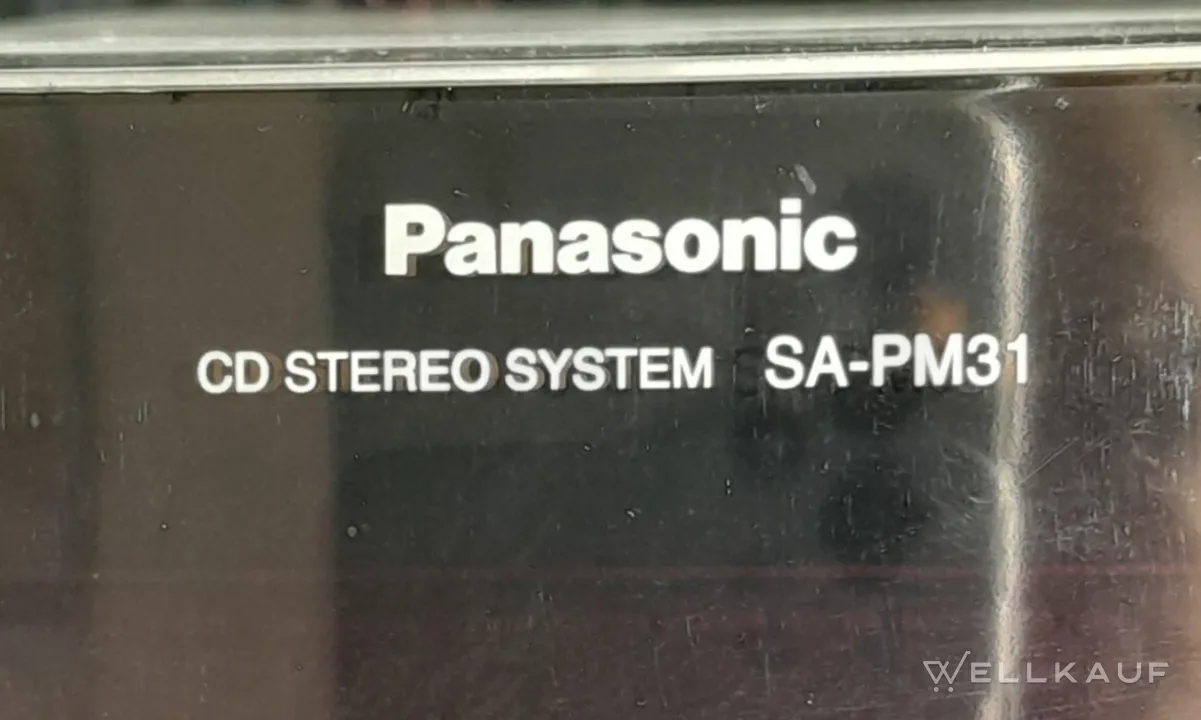 Panasonic
CD STEREO SYSTEM SA-PM31
WELLKAUF